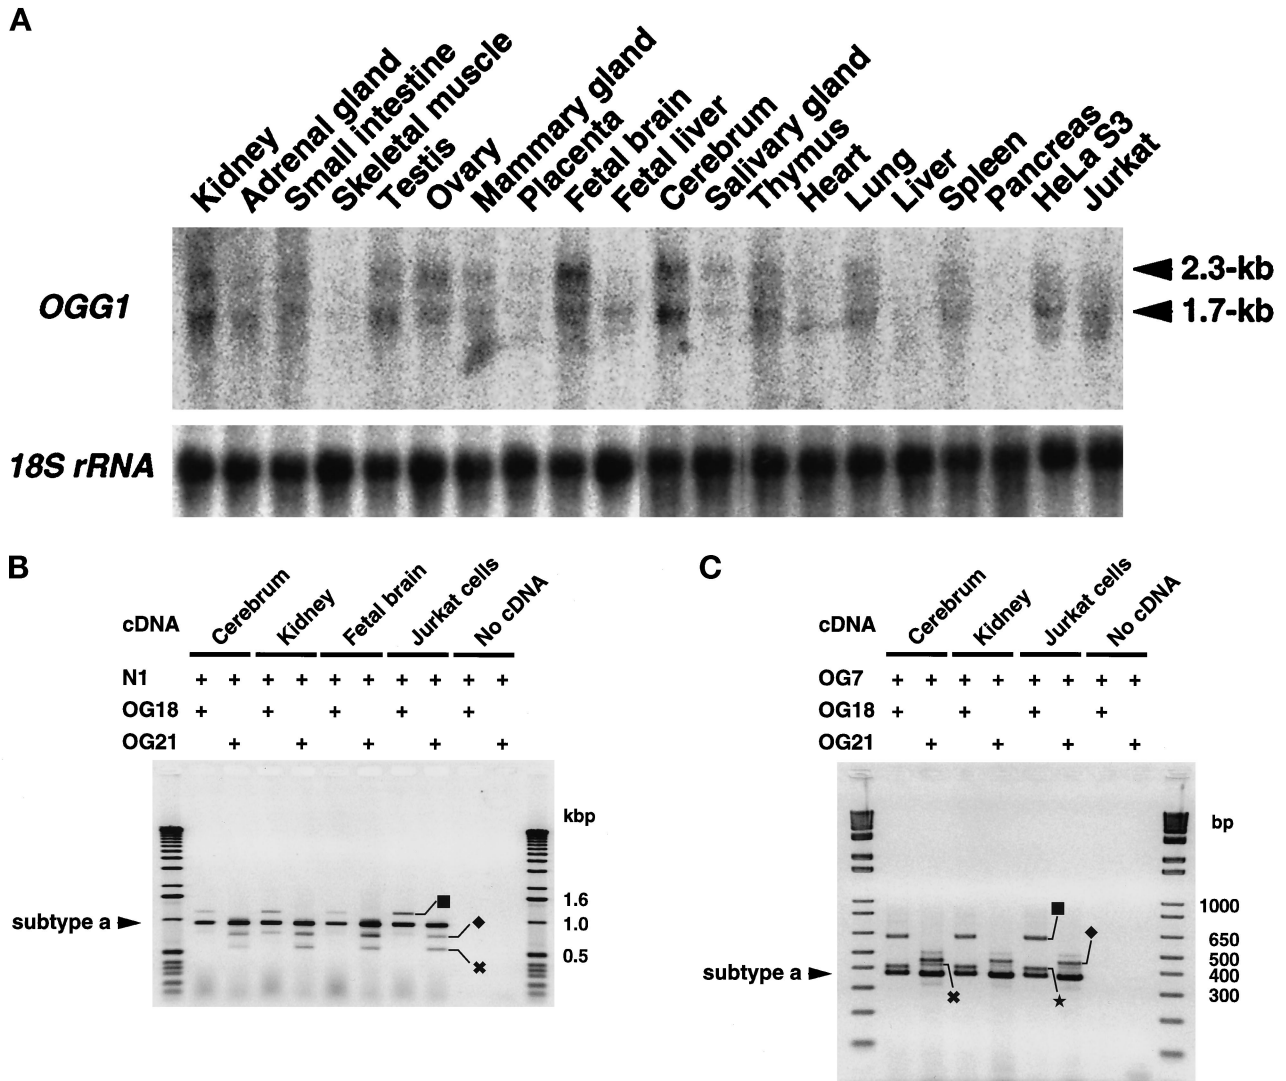 A
Kidney
Adrenal gland
Small intestine
Skeletal muscle
Testis
Ovary
Mammary gland
Placenta
Fetal brain
Fetal liver
Cerebrum
Salivary gland
Thymus
Heart
Lung
Liver
Spleen
Pancreas
HeLa S3
Jurkat
OGG1
2.3-kb
1.7-kb
18S rRNA
B
cDNA
Cerebrum
Kidney
Fetal brain
Jurkat cells
No cDNA
N1 + + + + + + + + + +
OG18 + + + + +
OG21 + + + + +
kbp
1.6
subtype a
1.0
0.5
C
cDNA
Cerebrum
Kidney
Jurkat cells
No cDNA
OG7 + + + + + + + +
OG18 + + + +
OG21 + + + +
bp
1000
650
500
subtype a
400
300